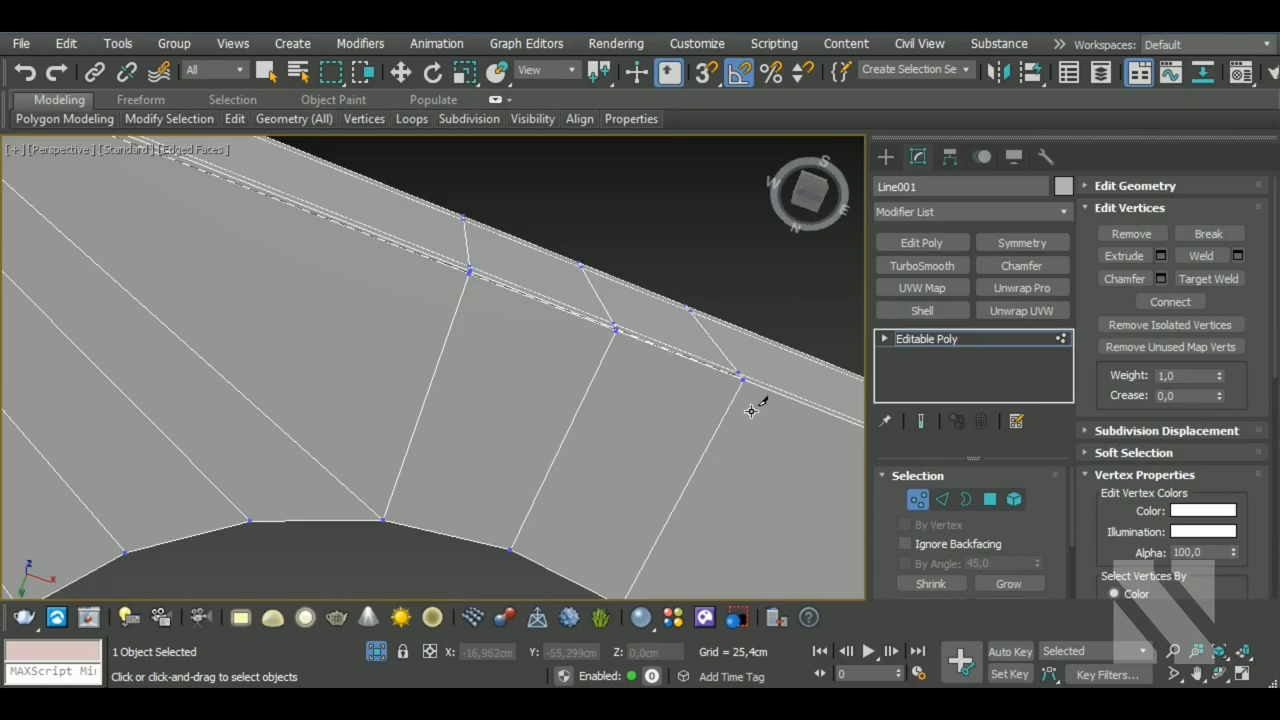 File Edit Tools Group Views Create Modifiers Animation Graph Editors Rendering Customize Scripting Content Civil View Substance Workspaces: Default
All View Create Selection Se
Modeling Freeform Selection Object Paint Populate
Polygon Modeling Modify Selection Edit Geometry (All) Vertices Loops Subdivision Visibility Align Properties
[ + ] [Perspective ] [Standard ] [Edged Faces ]
S
W
E
N
Line001
Modifier List
Edit Poly Symmetry
TurboSmooth Chamfer
UVW Map Unwrap Pro
Shell Unwrap UVW
Editable Poly
Selection
By Vertex
Ignore Backfacing
By Angle: 45,0
Shrink Grow
Edit Geometry
Edit Vertices
Remove Break
Extrude Weld
Chamfer Target Weld
Connect
Remove Isolated Vertices
Remove Unused Map Verts
Weight: 1,0
Crease: 0,0
Subdivision Displacement
Soft Selection
Vertex Properties
Edit Vertex Colors
Color:
Illumination:
Alpha: 100,0
Select Vertices By
Color
z
x
y
MAXScript Mi
1 Object Selected X: -16,962cm Y: -55,299cm Z: 0,0cm Grid = 25,4cm Auto Key Selected
Click or click-and-drag to select objects Enabled: 0 Add Time Tag 0 Set Key Key Filters...